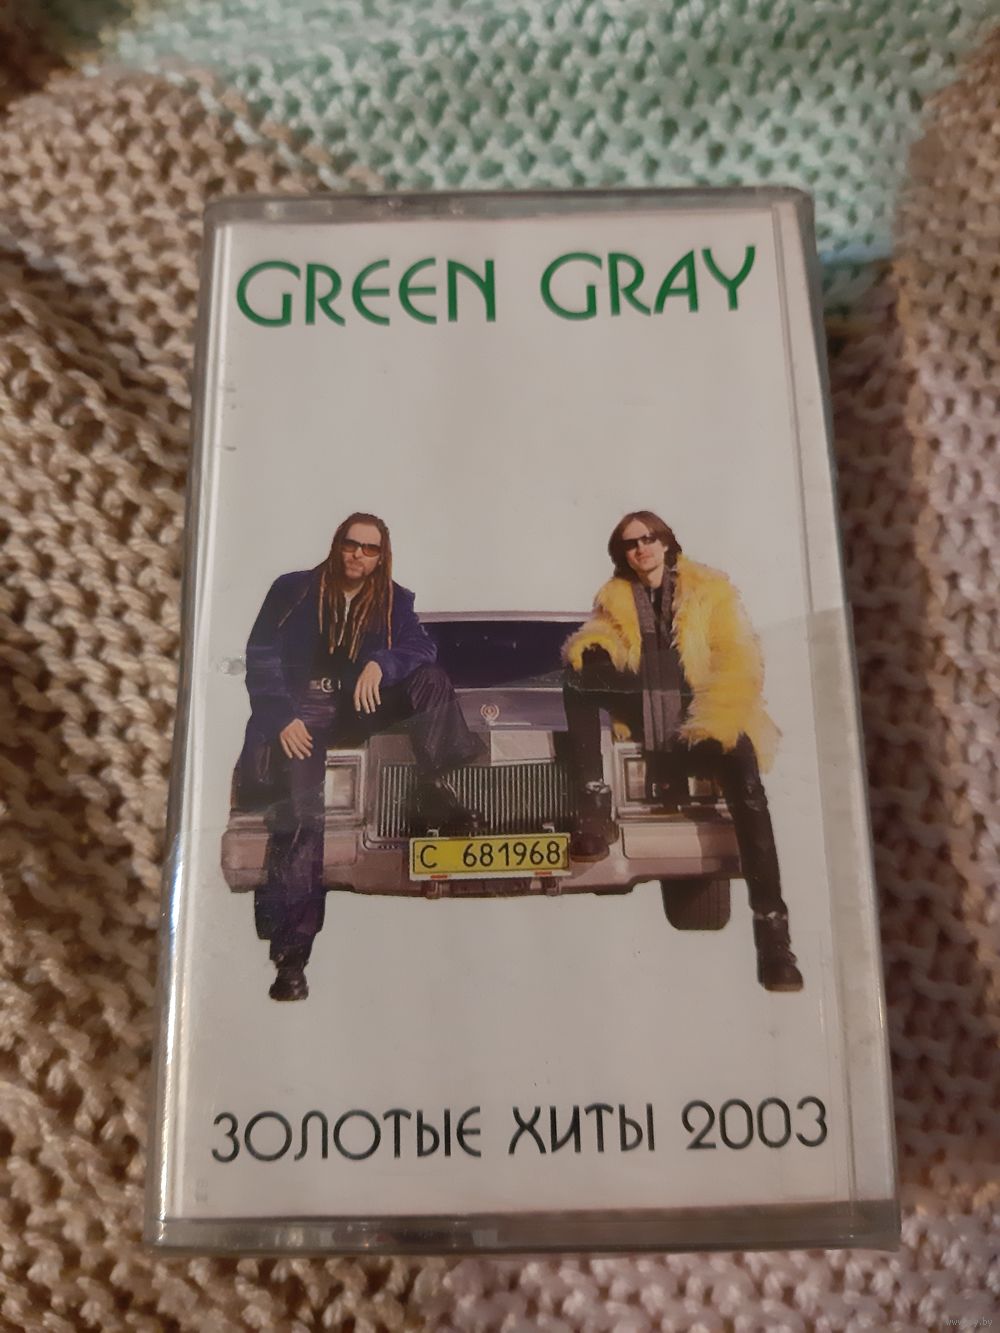 GREEN GRAY
С 681968
ЗОЛОТЫЕ ХИТЫ 2003